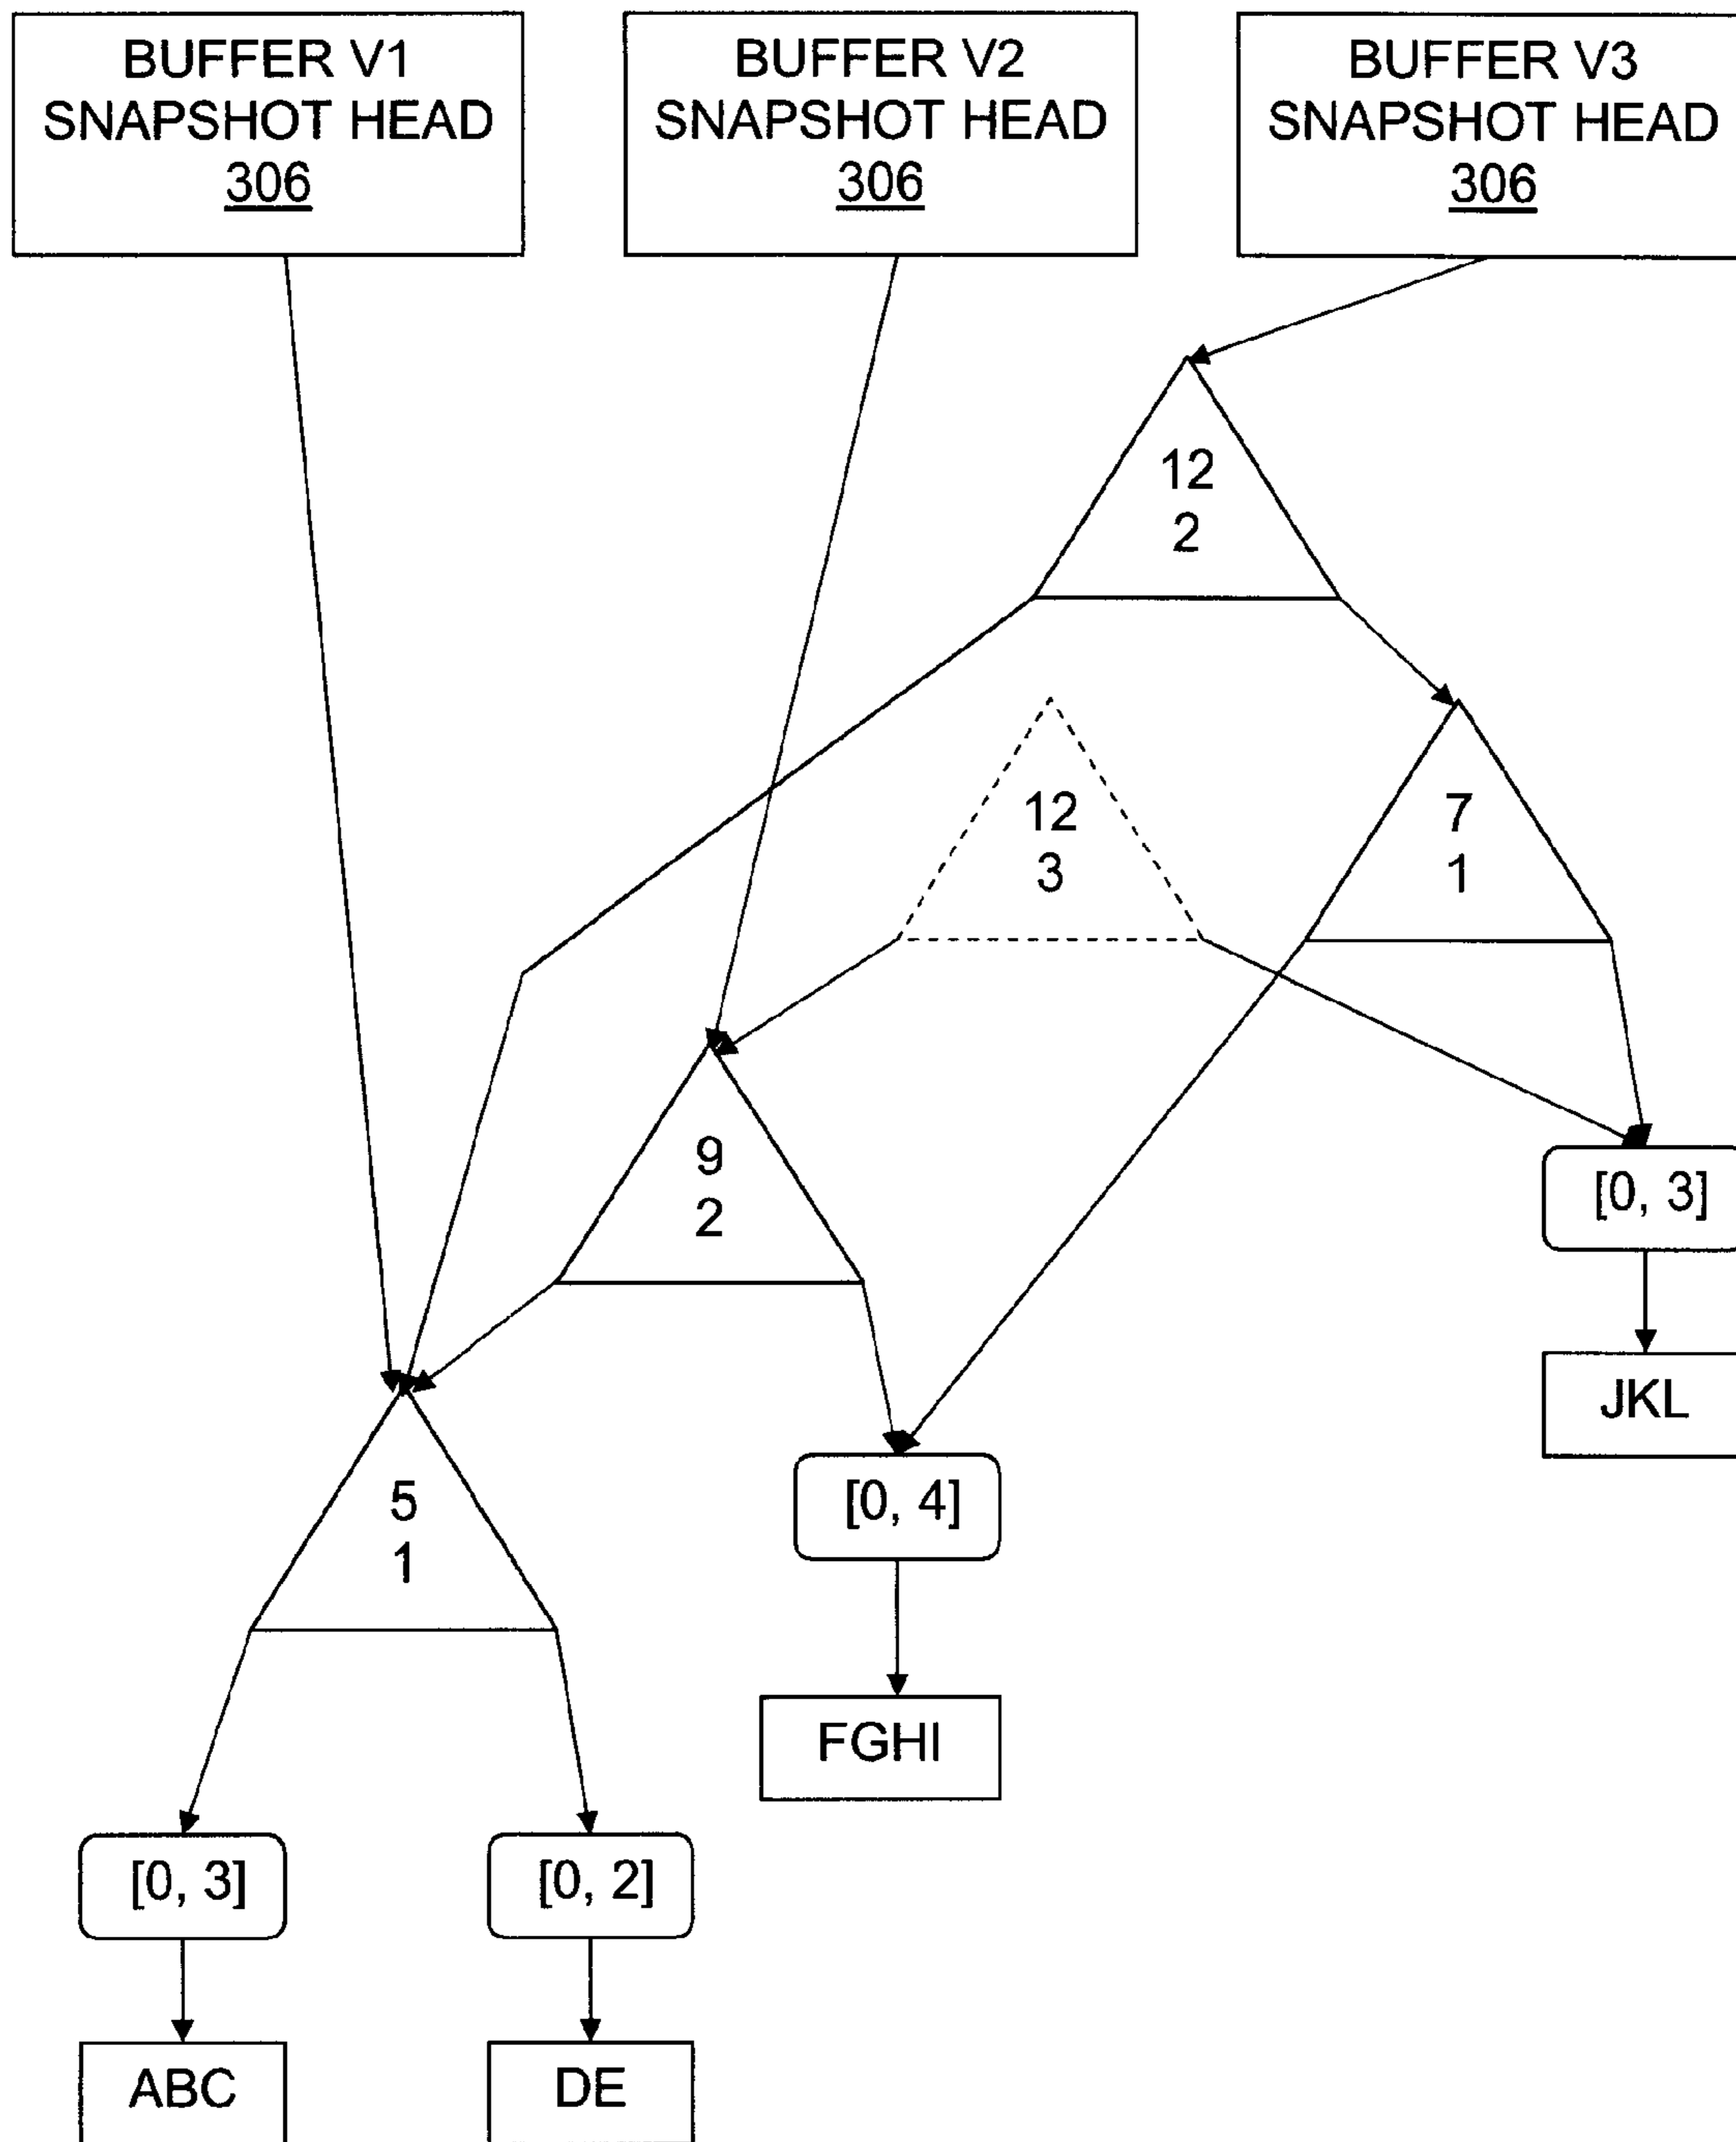 BUFFER V1
SNAPSHOT HEAD
306
BUFFER V2
SNAPSHOT HEAD
306
BUFFER V3
SNAPSHOT HEAD
306
12
2
12
3
7
1
9
2
[0, 3]
JKL
5
1
[0, 4]
FGHI
[0, 3]
[0, 2]
ABC
DE